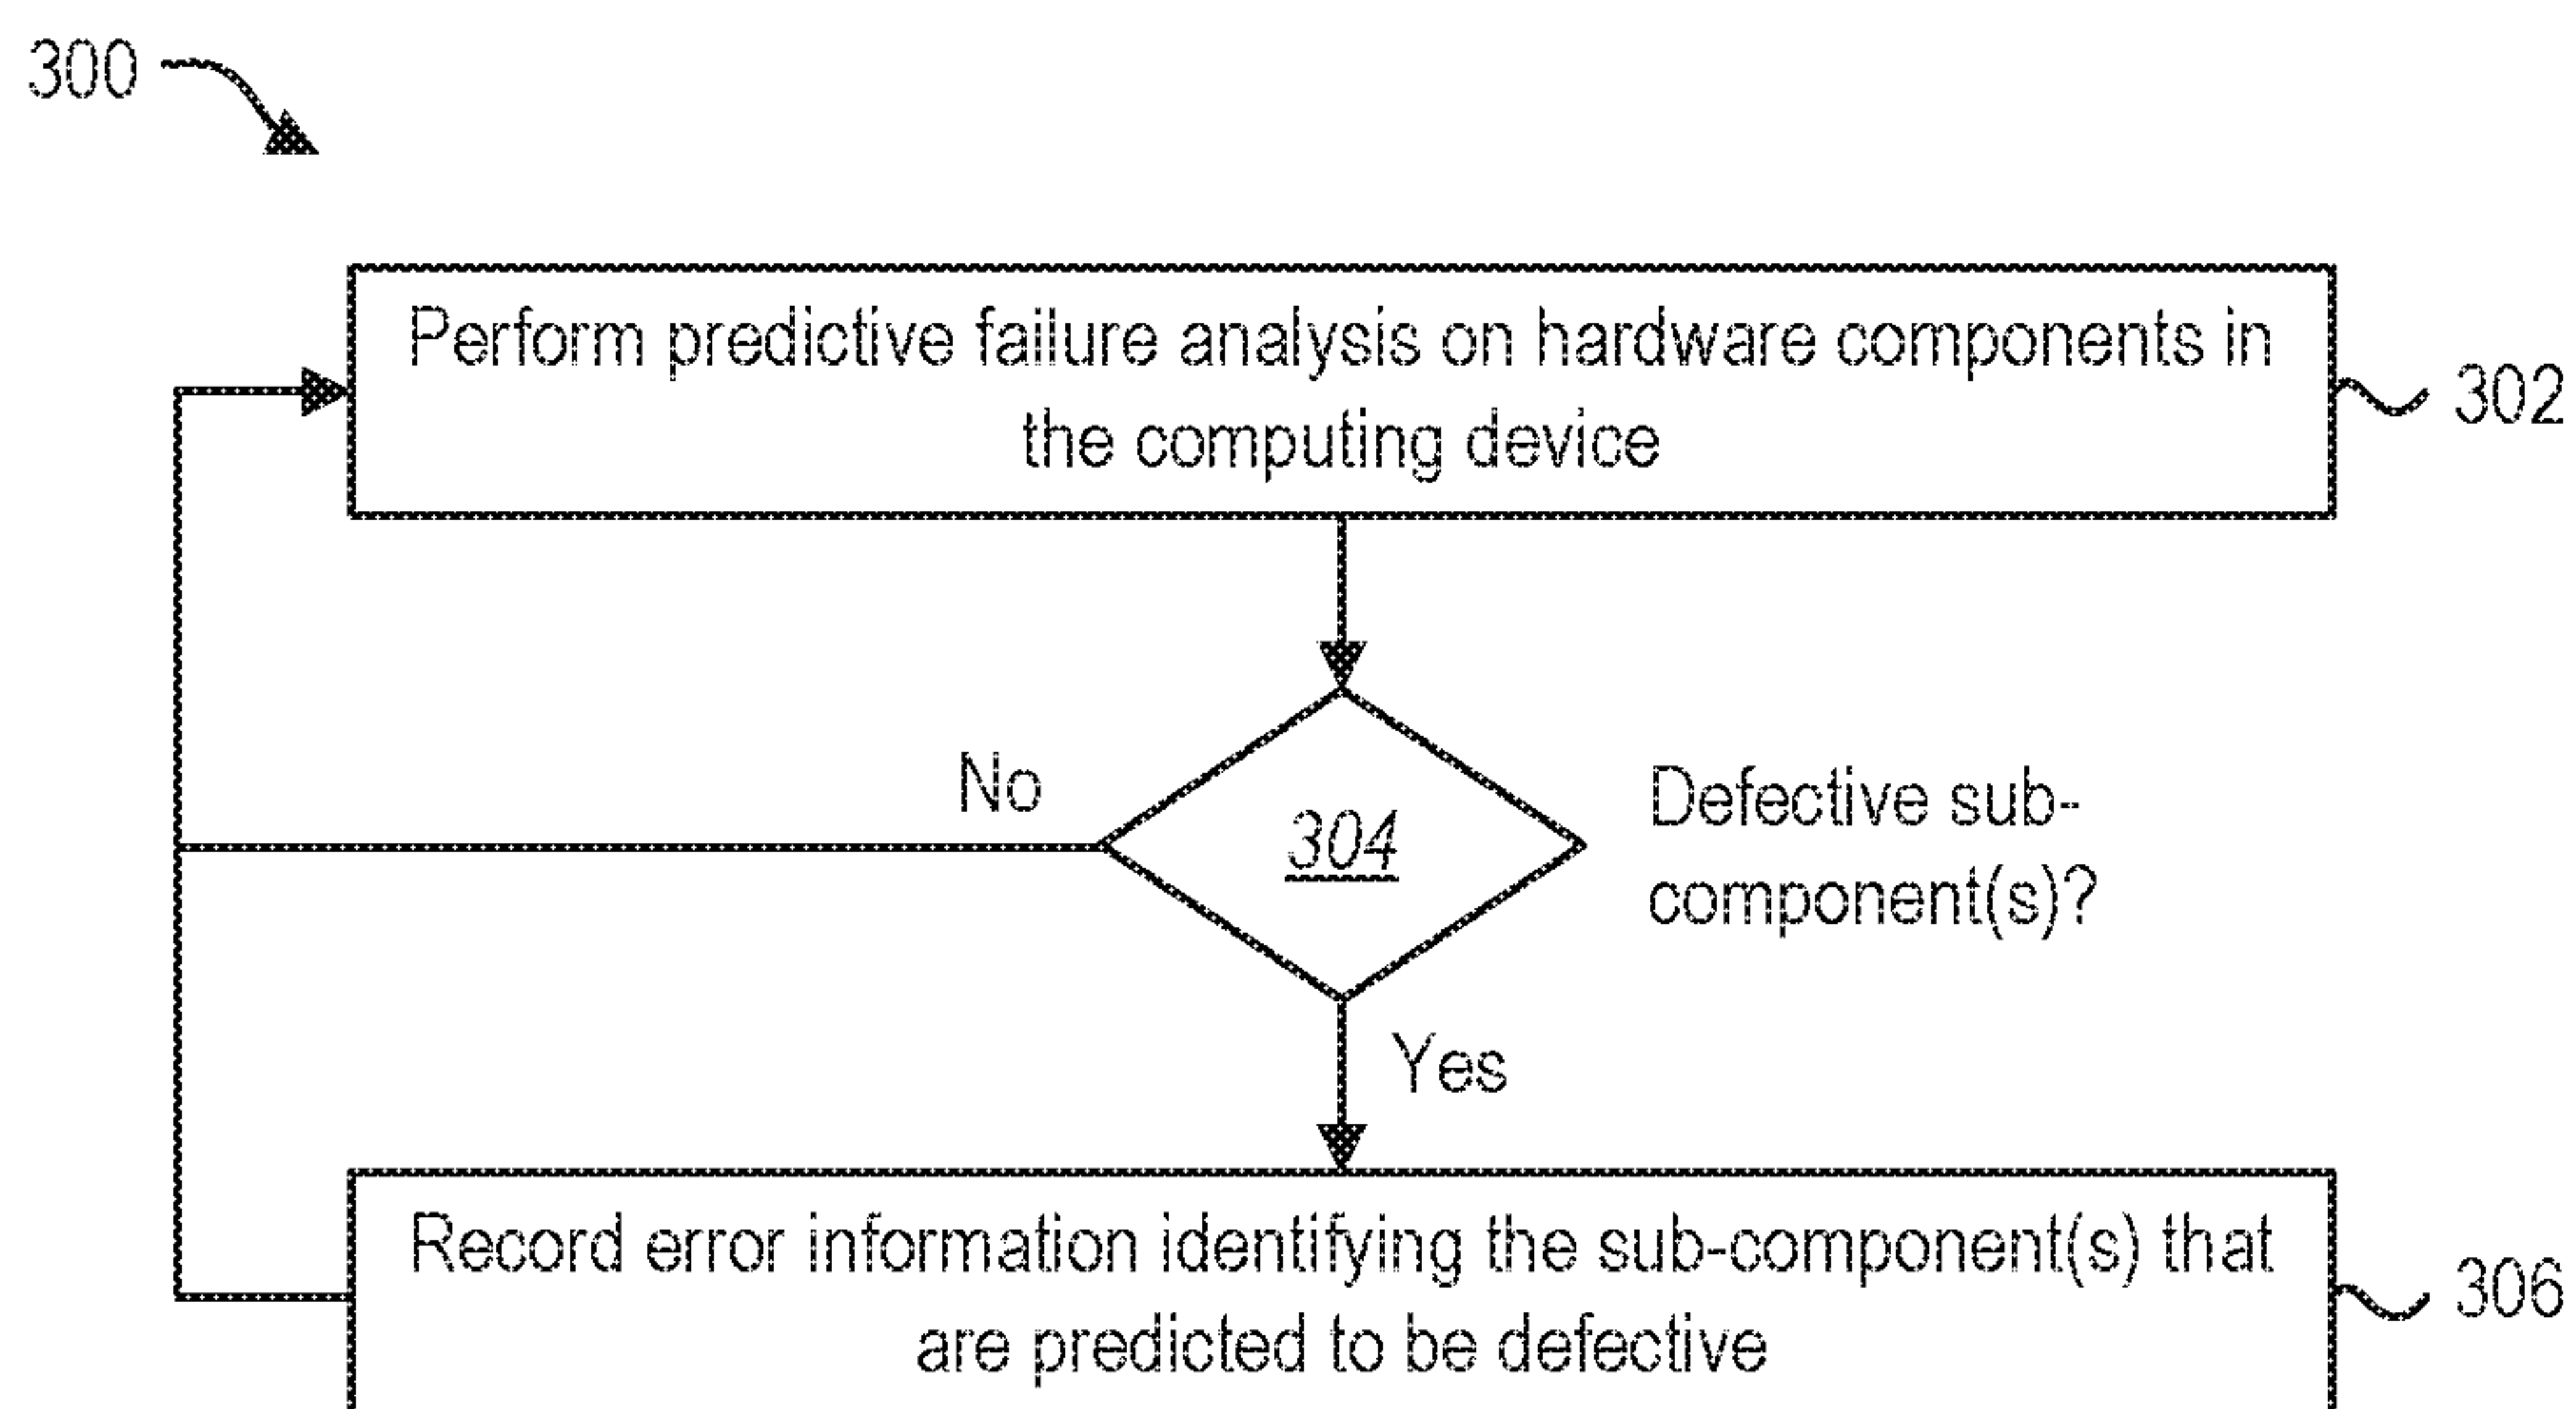 300
Perform predictive failure analysis on hardware components in
the computing device
302
No
304
Defective sub-
component(s)?
Yes
Record error information identifying the sub-component(s) that
are predicted to be defective
306